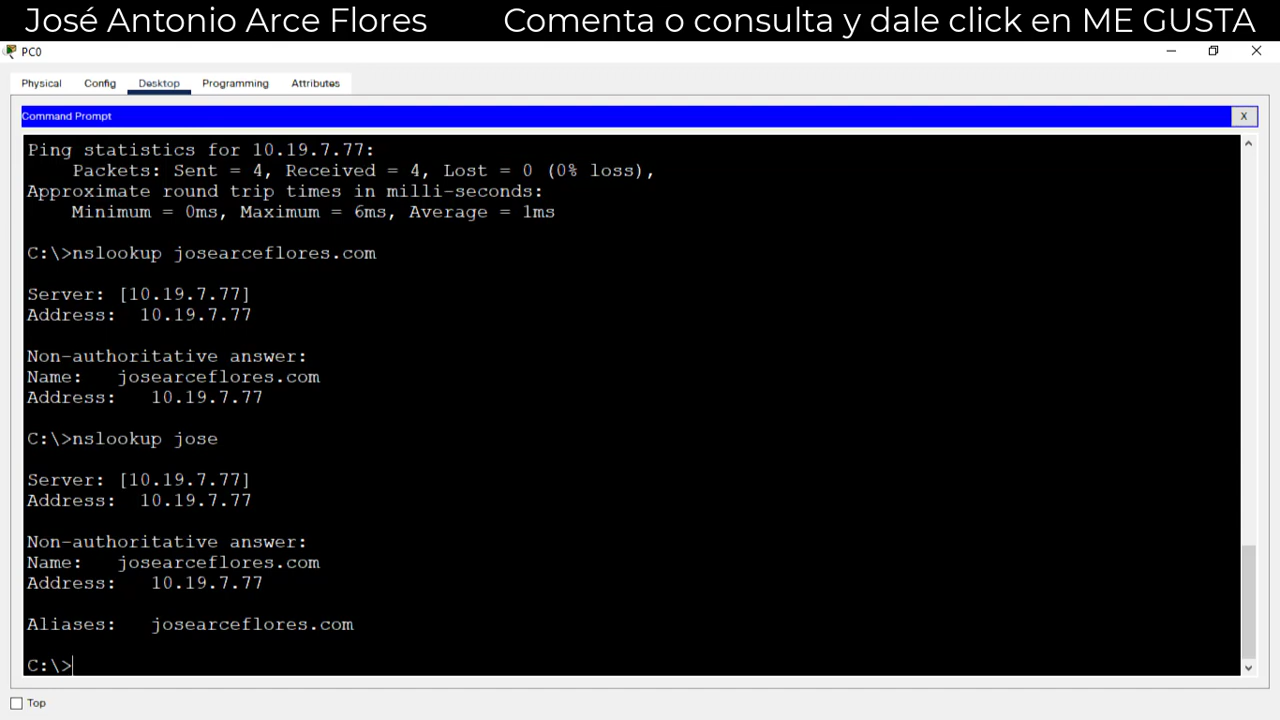 José Antonio Arce Flores Comenta o consulta y dale click en ME GUSTA
PC0
Physical Config Desktop Programming Attributes
Command Prompt X
Ping statistics for 10.19.7.77:
Packets: Sent = 4, Received = 4, Lost = 0 (0% loss),
Approximate round trip times in milli-seconds:
Minimum = 0ms, Maximum = 6ms, Average = 1ms
C:\>nslookup josearceflores.com
Server: [10.19.7.77]
Address: 10.19.7.77
Non-authoritative answer:
Name: josearceflores.com
Address: 10.19.7.77
C:\>nslookup jose
Server: [10.19.7.77]
Address: 10.19.7.77
Non-authoritative answer:
Name: josearceflores.com
Address: 10.19.7.77
Aliases: josearceflores.com
C:\>
Top